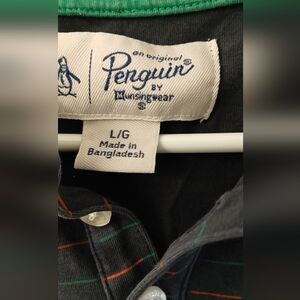 an original
Penguin®
BY
Munsingwear
®
L/G
Made in
Bangladesh